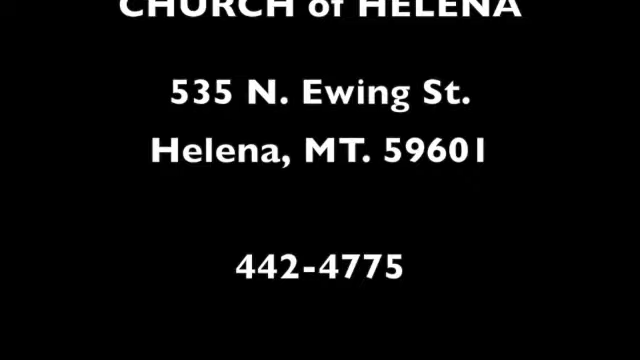 CHURCH of HELENA
535 N. Ewing St.
Helena, MT. 59601
442-4775